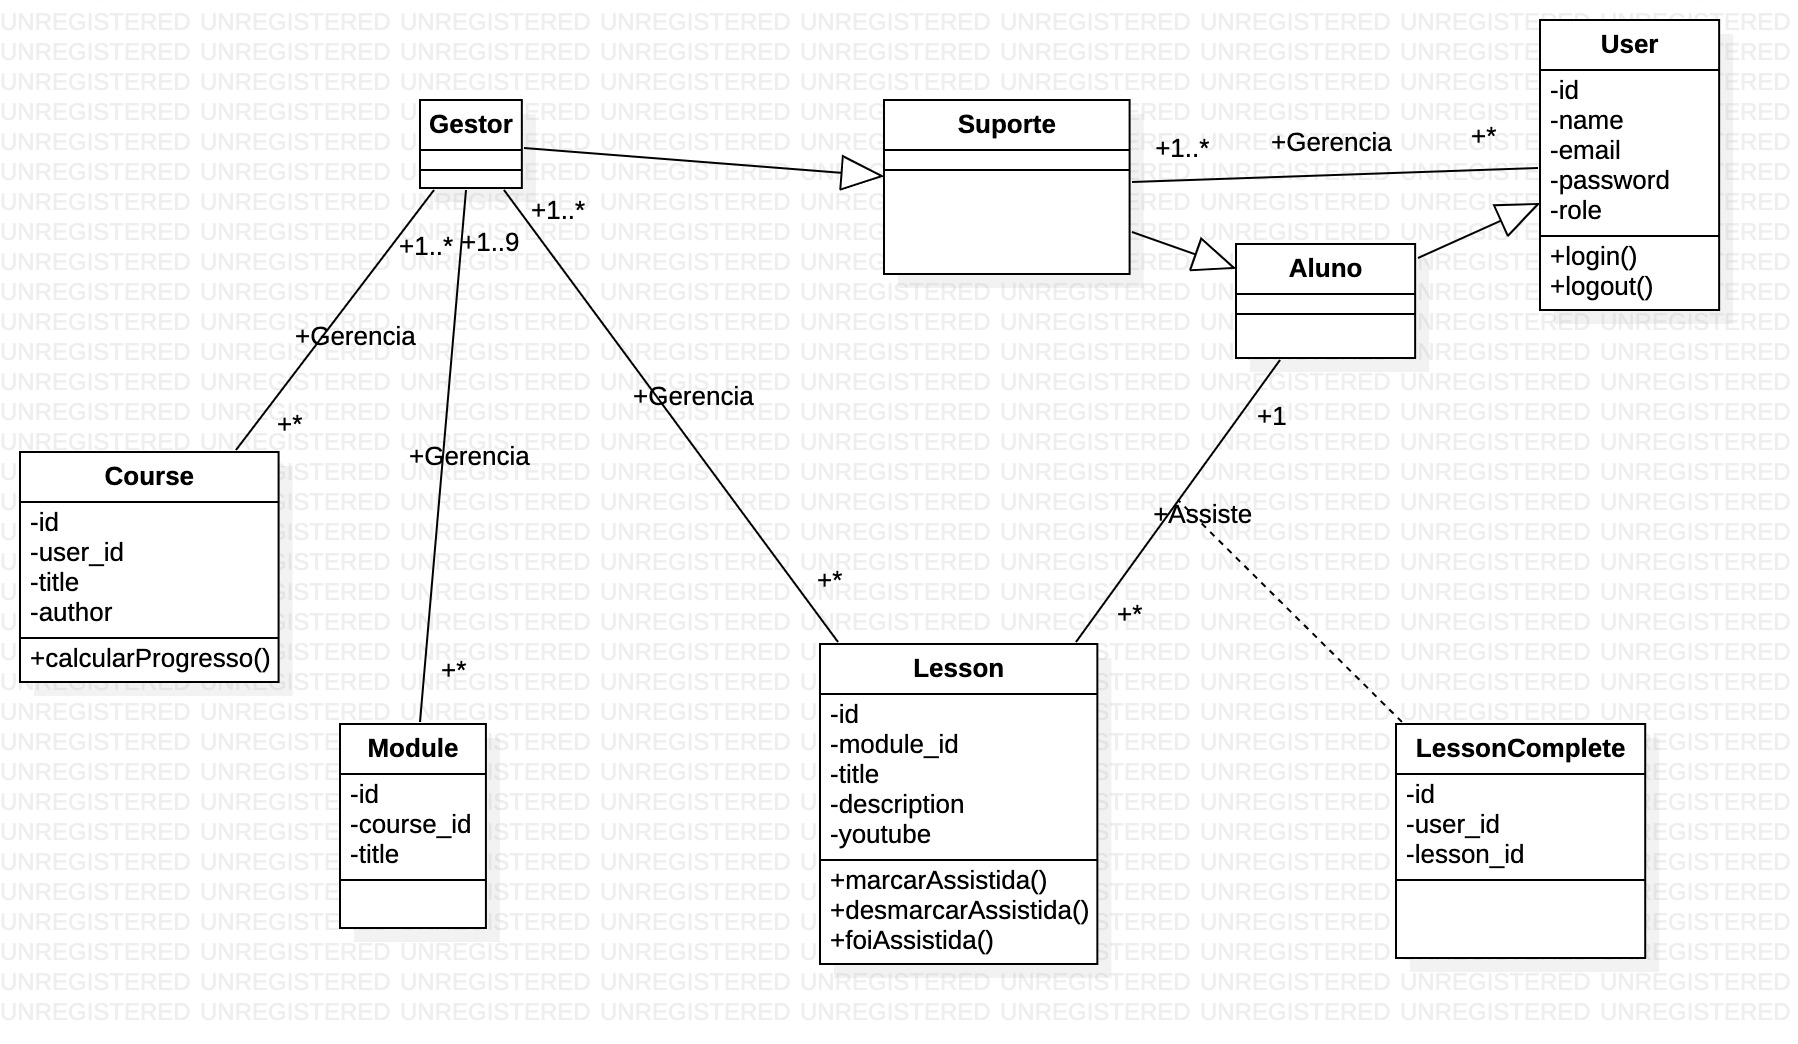 UNREGISTERED
User
-id
-name
-email
-password
-role
+login()
+logout()
Gestor
Suporte
+1..*
+Gerencia
+*
Aluno
+1..*
+1..*
+1..9
+Gerencia
+Gerencia
+Gerencia
+*
+*
+*
+1
+Assiste
+*
Course
-id
-user_id
-title
-author
+calcularProgresso()
Module
-id
-course_id
-title
Lesson
-id
-module_id
-title
-description
-youtube
+marcarAssistida()
+desmarcarAssistida()
+foiAssistida()
LessonComplete
-id
-user_id
-lesson_id